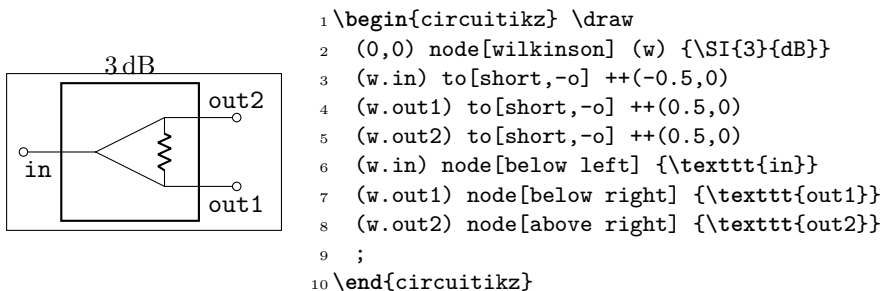 3 dB
out2
in
out1
1 \begin{circuitikz} \draw
2 (0,0) node[wilkinson] (w) {\SI{3}{dB}}
3 (w.in) to[short,-o] ++(-0.5,0)
4 (w.out1) to[short,-o] ++(0.5,0)
5 (w.out2) to[short,-o] ++(0.5,0)
6 (w.in) node[below left] {\texttt{in}}
7 (w.out1) node[below right] {\texttt{out1}}
8 (w.out2) node[above right] {\texttt{out2}}
9 ;
10 \end{circuitikz}